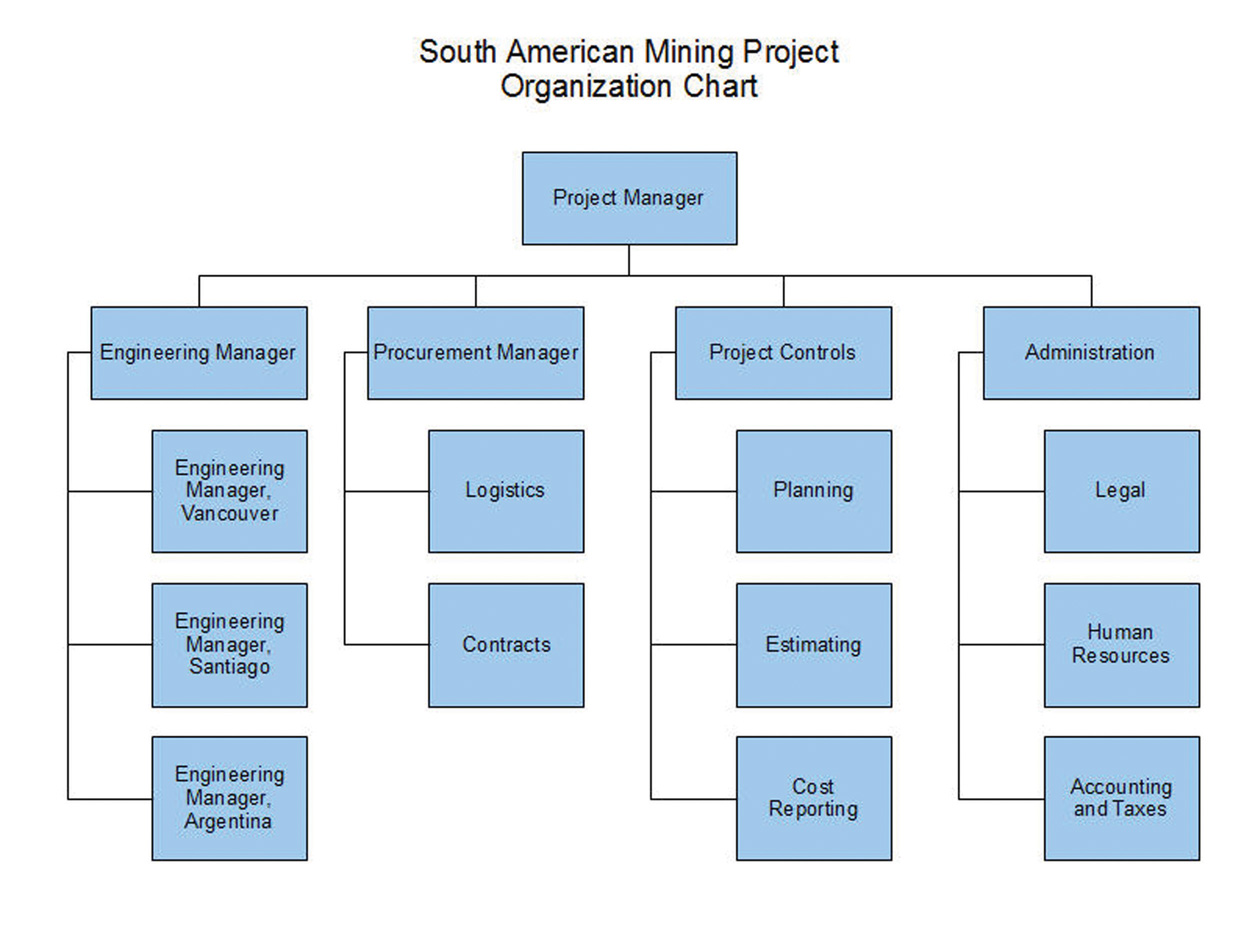 South American Mining Project
Organization Chart
Project Manager
Engineering Manager
Procurement Manager
Project Controls
Administration
Engineering
Manager,
Vancouver
Logistics
Planning
Legal
Engineering
Manager,
Santiago
Contracts
Estimating
Human
Resources
Engineering
Manager,
Argentina
Cost
Reporting
Accounting
and Taxes